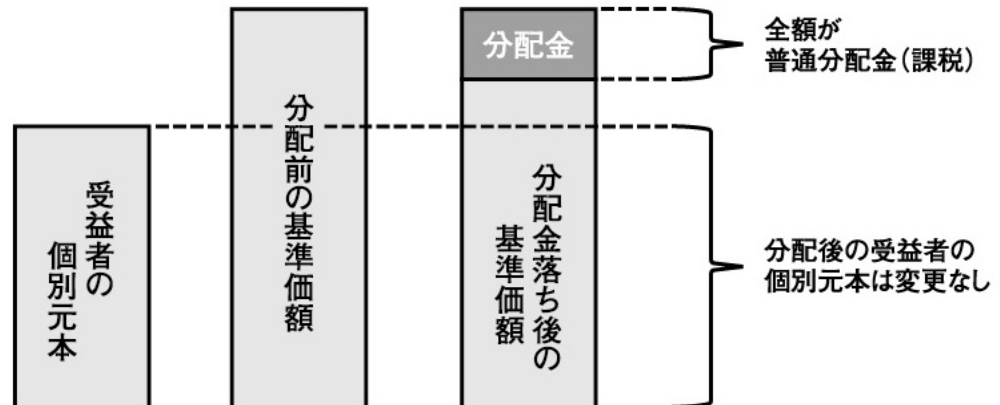 分配金
全額が
普通分配金(課税)
受益者の
個別元本
分配前の基準価額
分配金落ち後の
基準価額
分配後の受益者の
個別元本は変更なし